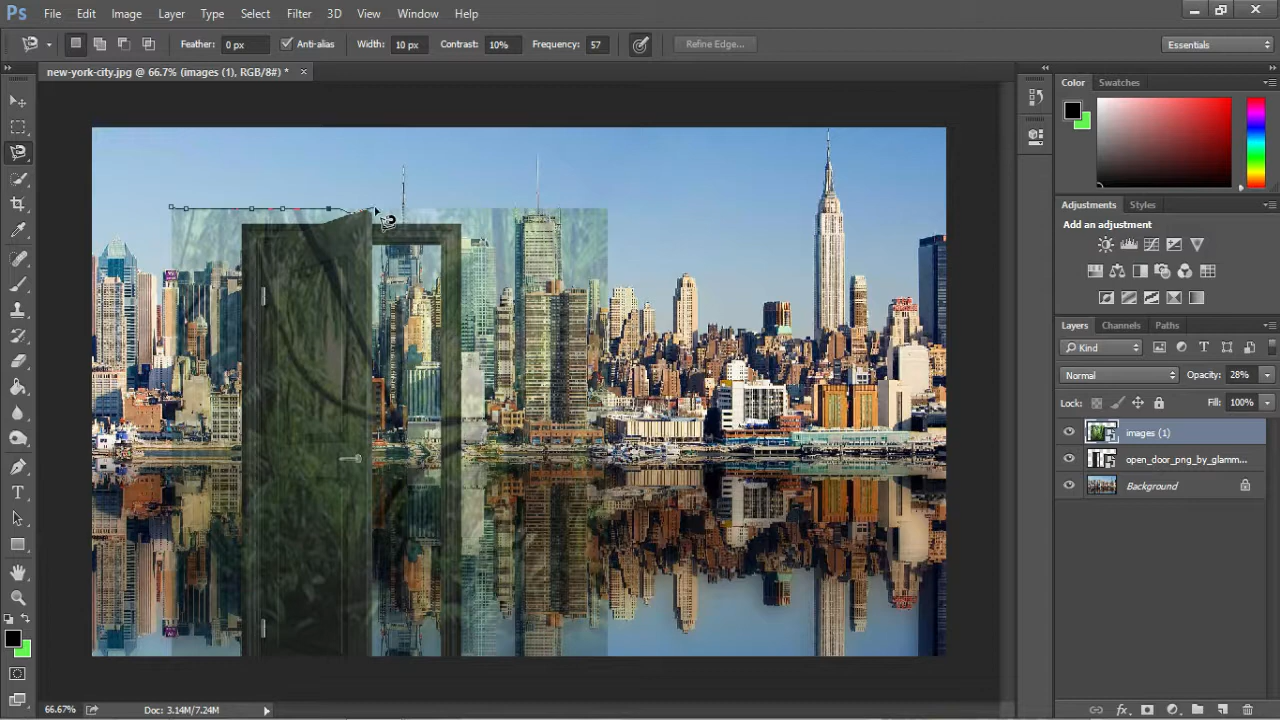 Ps File Edit Image Layer Type Select Filter 3D View Window Help
Feather: 0 px Anti-alias Width: 10 px Contrast: 10% Frequency: 57 Refine Edge... Essentials
new-york-city.jpg @ 66.7% (images (1), RGB/8#) *
Color Swatches
Adjustments Styles
Add an adjustment
Layers Channels Paths
Kind
Normal Opacity: 28%
Lock: Fill: 100%
images (1)
open_door_png_by_glamm...
Background
66.67% Doc: 3.14M/7.24M